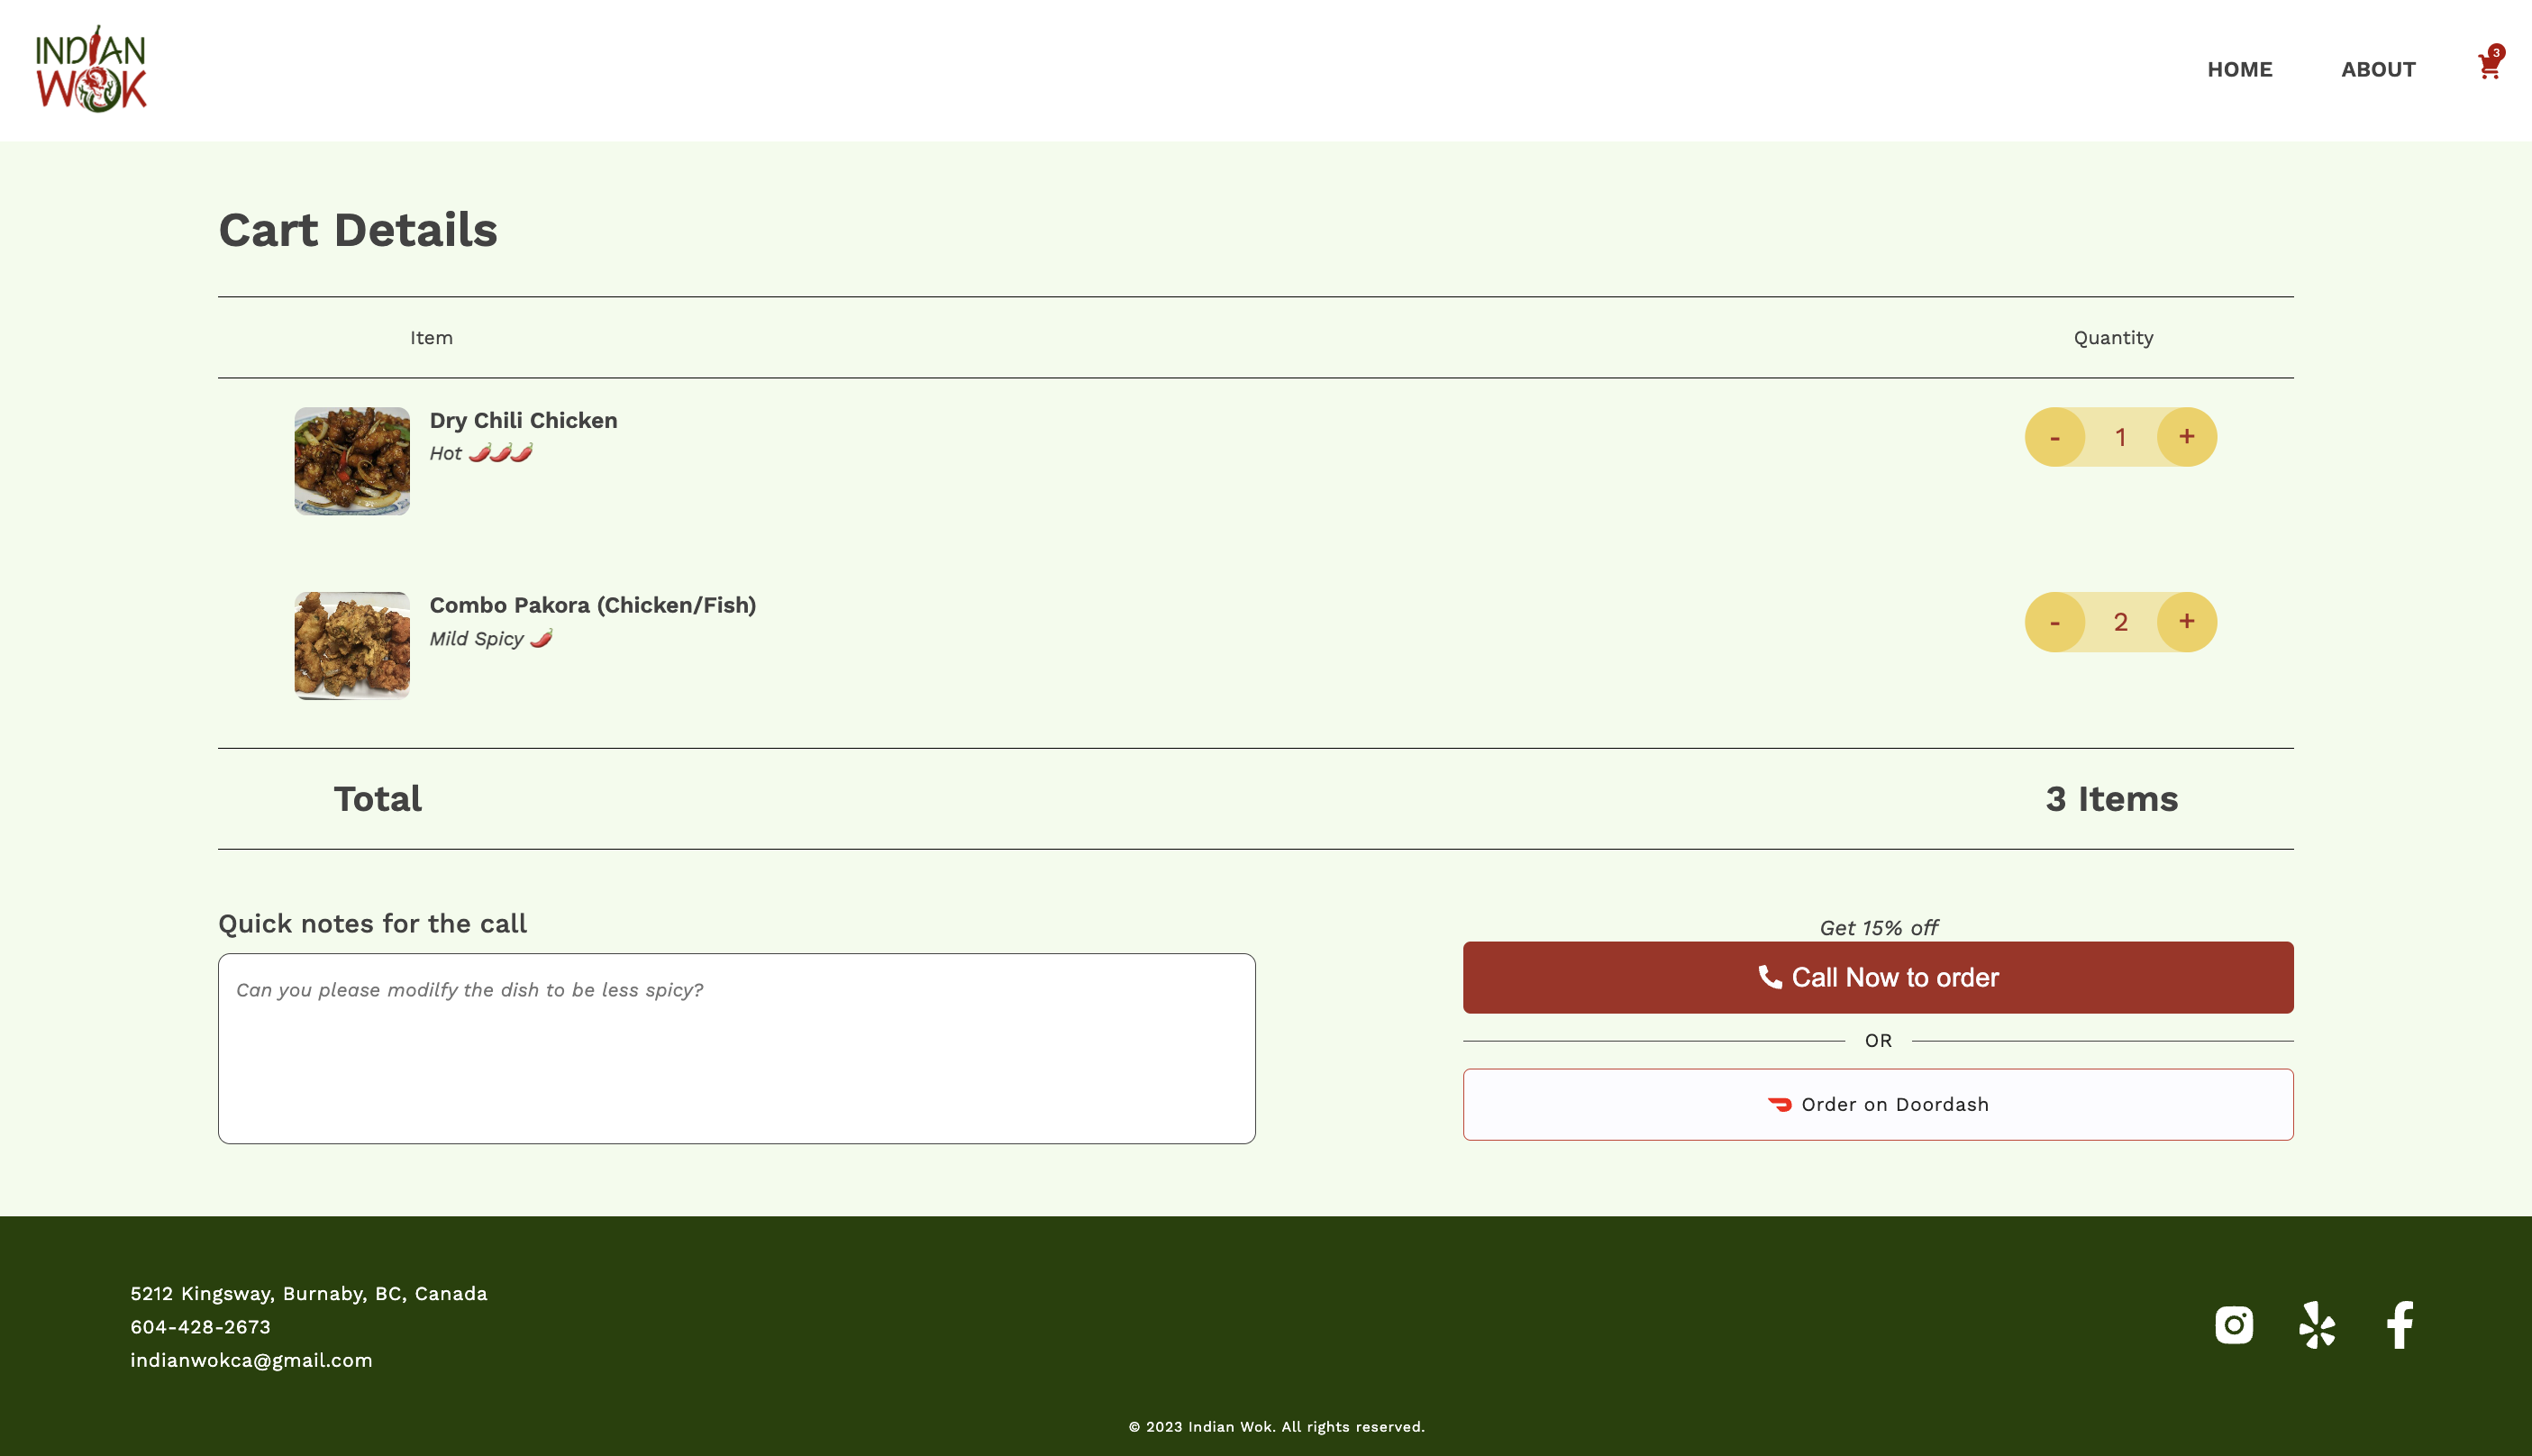 INDIAN
WOK
HOME
ABOUT
3
Cart Details
Item
Quantity
Dry Chili Chicken
Hot 🌶️🌶️🌶️
- 1 +
Combo Pakora (Chicken/Fish)
Mild Spicy 🌶️
- 2 +
Total
3 Items
Quick notes for the call
Can you please modilfy the dish to be less spicy?
Get 15% off
Call Now to order
OR
Order on Doordash
5212 Kingsway, Burnaby, BC, Canada
604-428-2673
indianwokca@gmail.com
© 2023 Indian Wok. All rights reserved.